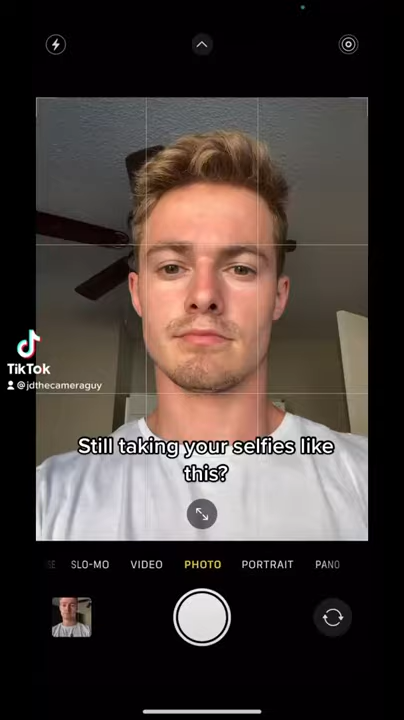 TikTok
@jdthecameraguy
Still taking your selfies like
this?
SLO-MO VIDEO PHOTO PORTRAIT PANO